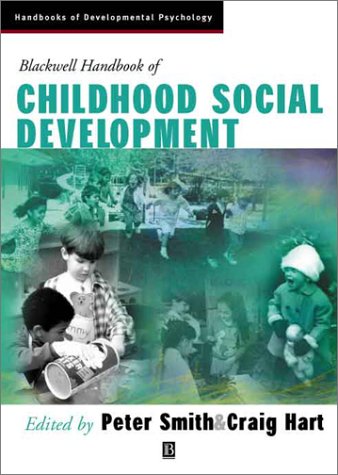 Handbooks of Developmental Psychology
Blackwell Handbook of
CHILDHOOD SOCIAL
DEVELOPMENT
Edited by Peter Smith & Craig Hart
B